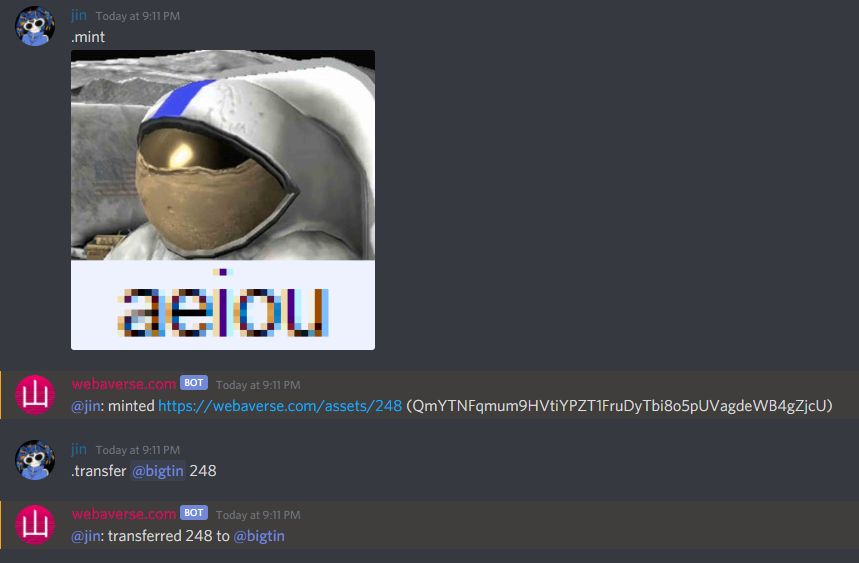 jin Today at 9:11 PM
.mint
aeiou
webaverse.com BOT Today at 9:11 PM
@jin: minted https://webaverse.com/assets/248 (QmYTNFqmum9HVtiYPZT1FruDyTbi8o5pUVagdeWB4gZjcU)
jin Today at 9:11 PM
.transfer @bigtin 248
webaverse.com BOT Today at 9:11 PM
@jin: transferred 248 to @bigtin